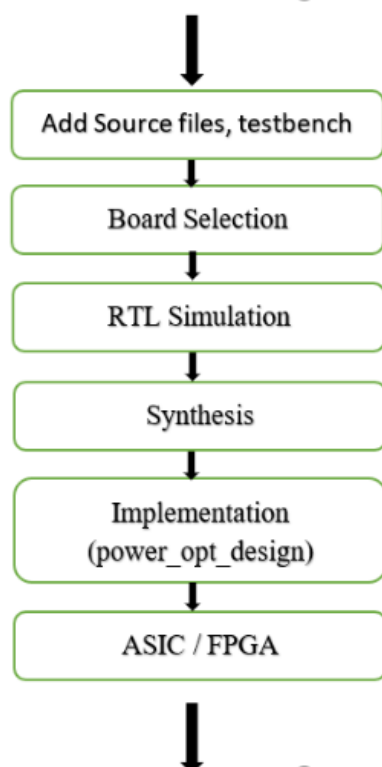 Add Source files, testbench
Board Selection
RTL Simulation
Synthesis
Implementation
(power_opt_design)
ASIC / FPGA